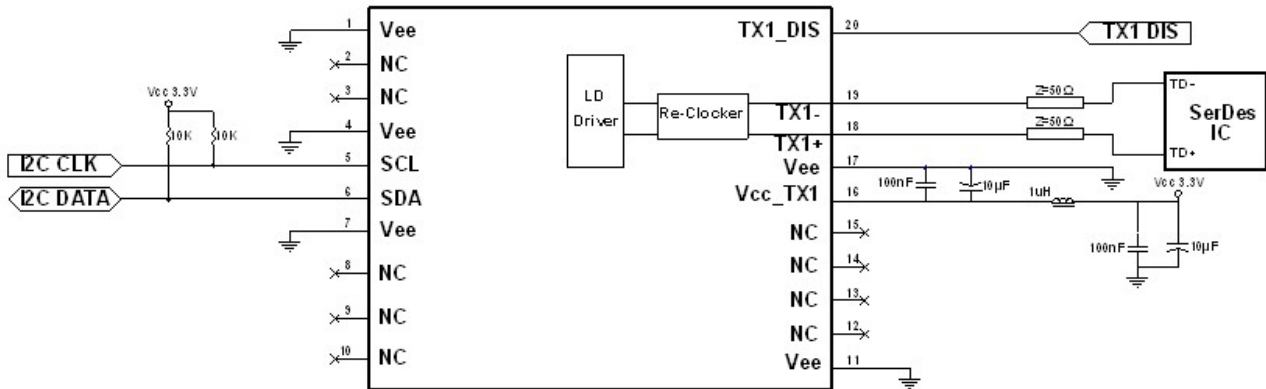 1 Vee
2 NC
3 NC
4 Vee
5 SCL
6 SDA
7 Vee
8 NC
9 NC
10 NC
Vcc 3.3V
10K 10K
I2C CLK
I2C DATA
LD
Driver
Re-Clocker
TX1_DIS 20
TX1- 19
TX1+ 18
Vee 17
Vcc_TX1 16
NC 15
NC 14
NC 13
NC 12
Vee 11
TX1 DIS
Z=50Ω
Z=50Ω
TD-
SerDes
IC
TD+
100nF 10µF
1uH
Vcc 3.3V
100nF 10µF